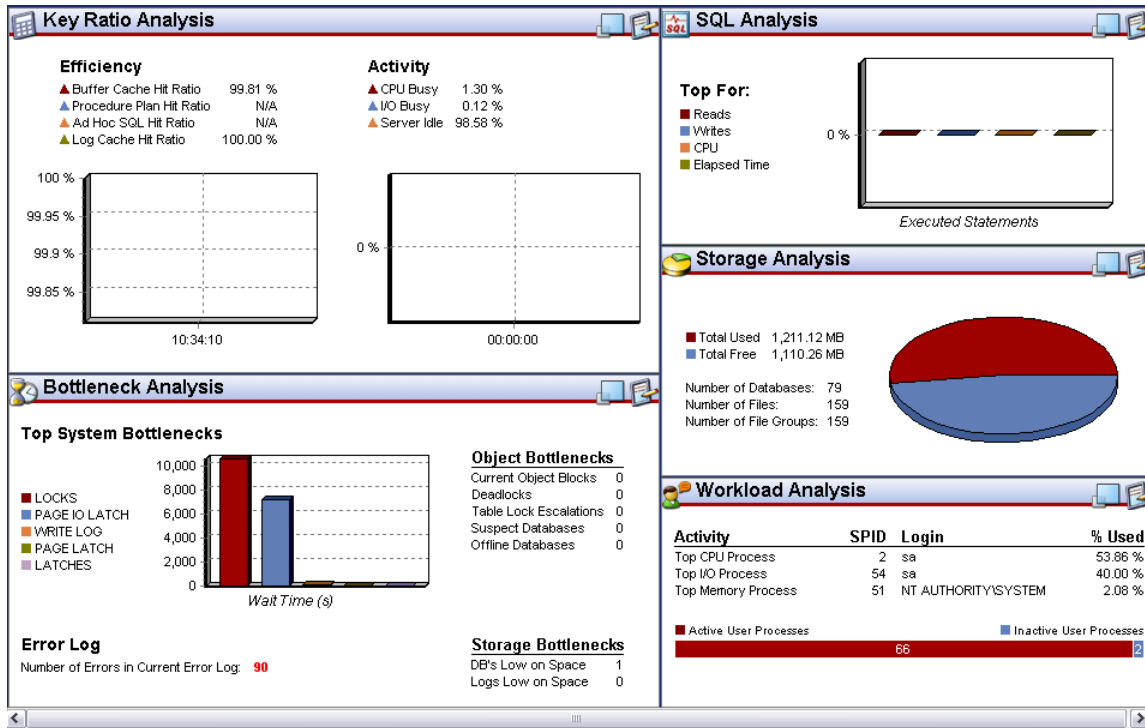 Key Ratio Analysis
Efficiency
Buffer Cache Hit Ratio 99.81 %
Procedure Plan Hit Ratio N/A
Ad Hoc SQL Hit Ratio N/A
Log Cache Hit Ratio 100.00 %
Activity
CPU Busy 1.30 %
I/O Busy 0.12 %
Server Idle 98.58 %
100 %
99.95 %
99.9 %
99.85 %
10:34:10
0 %
00:00:00
SQL
SQL Analysis
Top For:
Reads
Writes
CPU
Elapsed Time
0 %
Executed Statements
Storage Analysis
Total Used 1,211.12 MB
Total Free 1,110.26 MB
Number of Databases: 79
Number of Files: 159
Number of File Groups: 159
Bottleneck Analysis
Top System Bottlenecks
LOCKS
PAGE IO LATCH
WRITE LOG
PAGE LATCH
LATCHES
10,000
8,000
6,000
4,000
2,000
0
Wait Time (s)
Object Bottlenecks
Current Object Blocks 0
Deadlocks 0
Table Lock Escalations 0
Suspect Databases 0
Offline Databases 0
Error Log
Number of Errors in Current Error Log: 90
Storage Bottlenecks
DB's Low on Space 1
Logs Low on Space 0
Workload Analysis
Activity SPID Login % Used
Top CPU Process 2 sa 53.86 %
Top I/O Process 54 sa 40.00 %
Top Memory Process 51 NT AUTHORITY\SYSTEM 2.08 %
Active User Processes Inactive User Processes
66 2